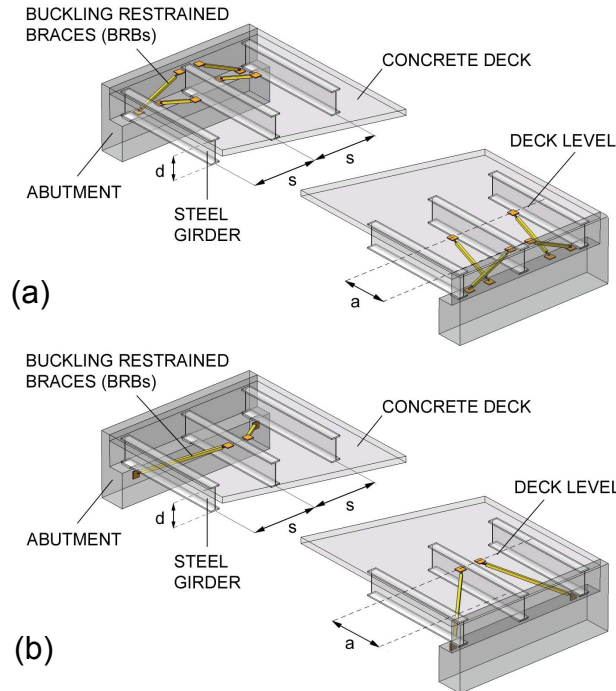 BUCKLING RESTRAINED
BRACES (BRBs)
CONCRETE DECK
DECK LEVEL
ABUTMENT
d
s
s
STEEL
GIRDER
a
(a)
BUCKLING RESTRAINED
BRACES (BRBs)
CONCRETE DECK
DECK LEVEL
ABUTMENT
d
s
s
STEEL
GIRDER
a
(b)